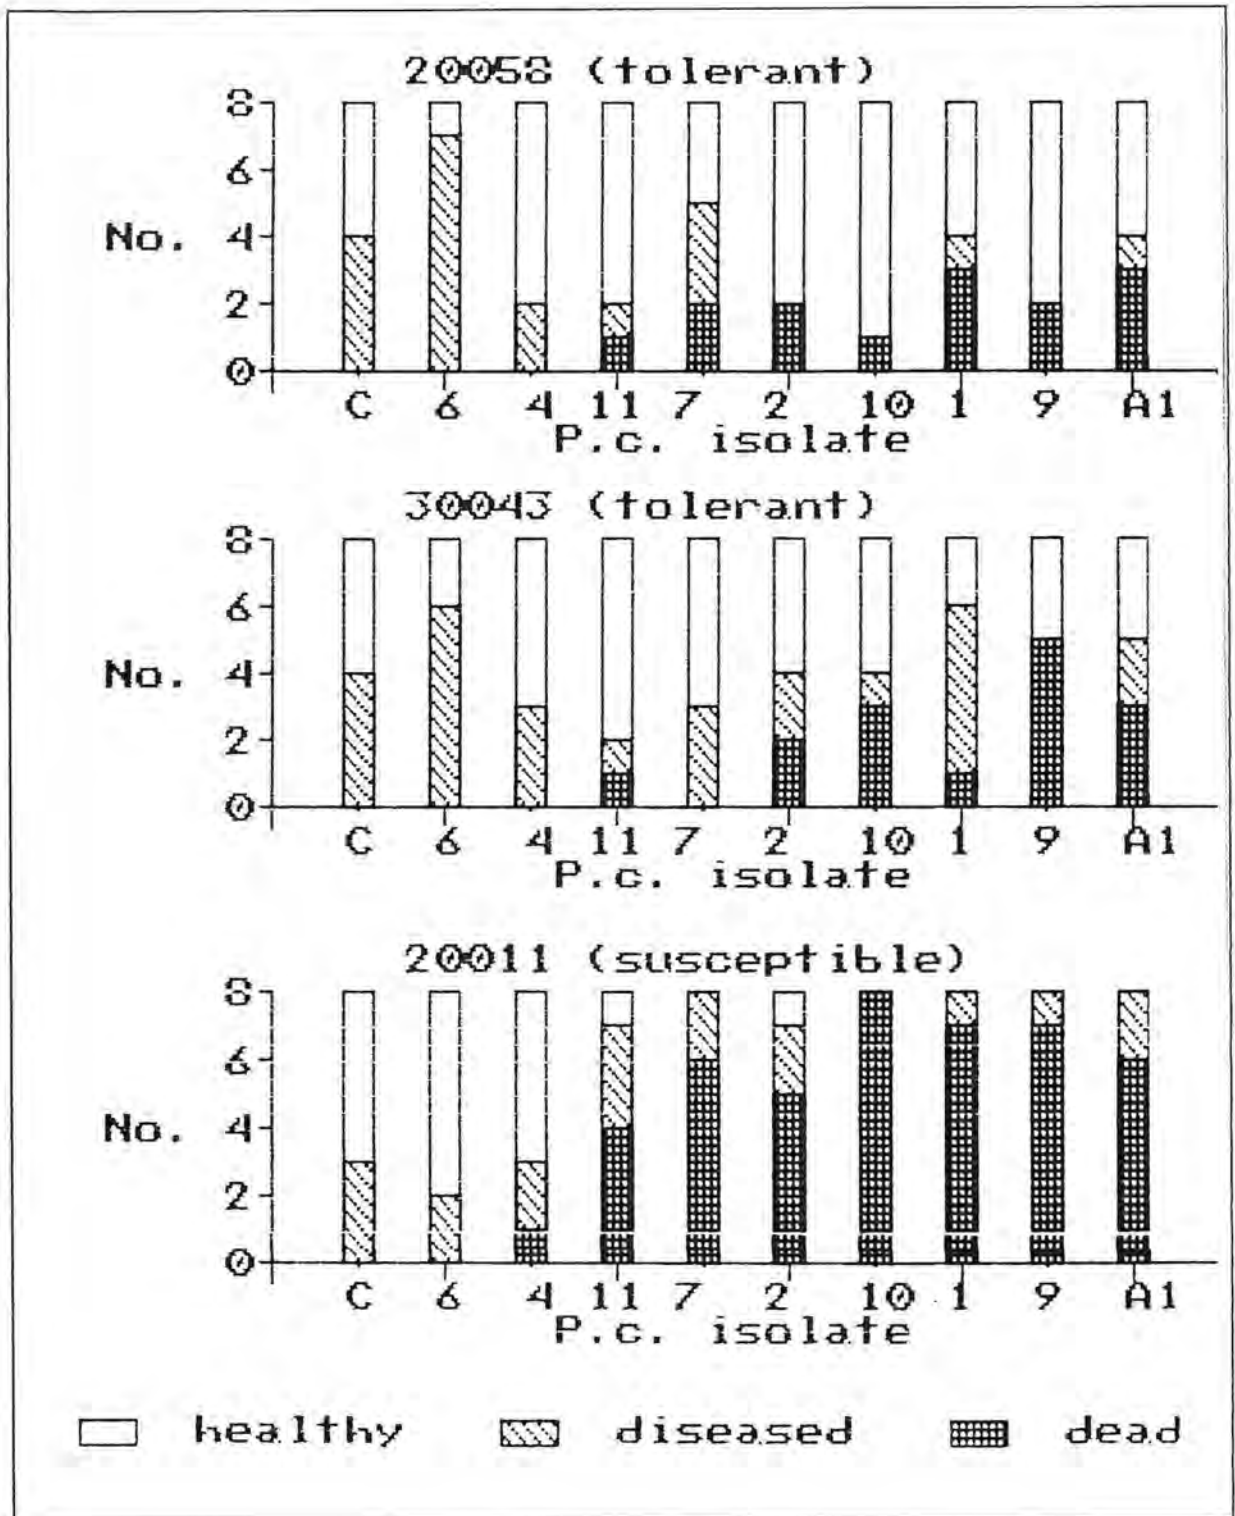 20058 (tolerant)
8
6
No. 4
2
0
C 6 4 11 7 2 10 1 9 A1
P.c. isolate
30043 (tolerant)
8
6
No. 4
2
0
C 6 4 11 7 2 10 1 9 A1
P.c. isolate
20011 (susceptible)
8
6
No. 4
2
0
C 6 4 11 7 2 10 1 9 A1
P.c. isolate
healthy diseased dead